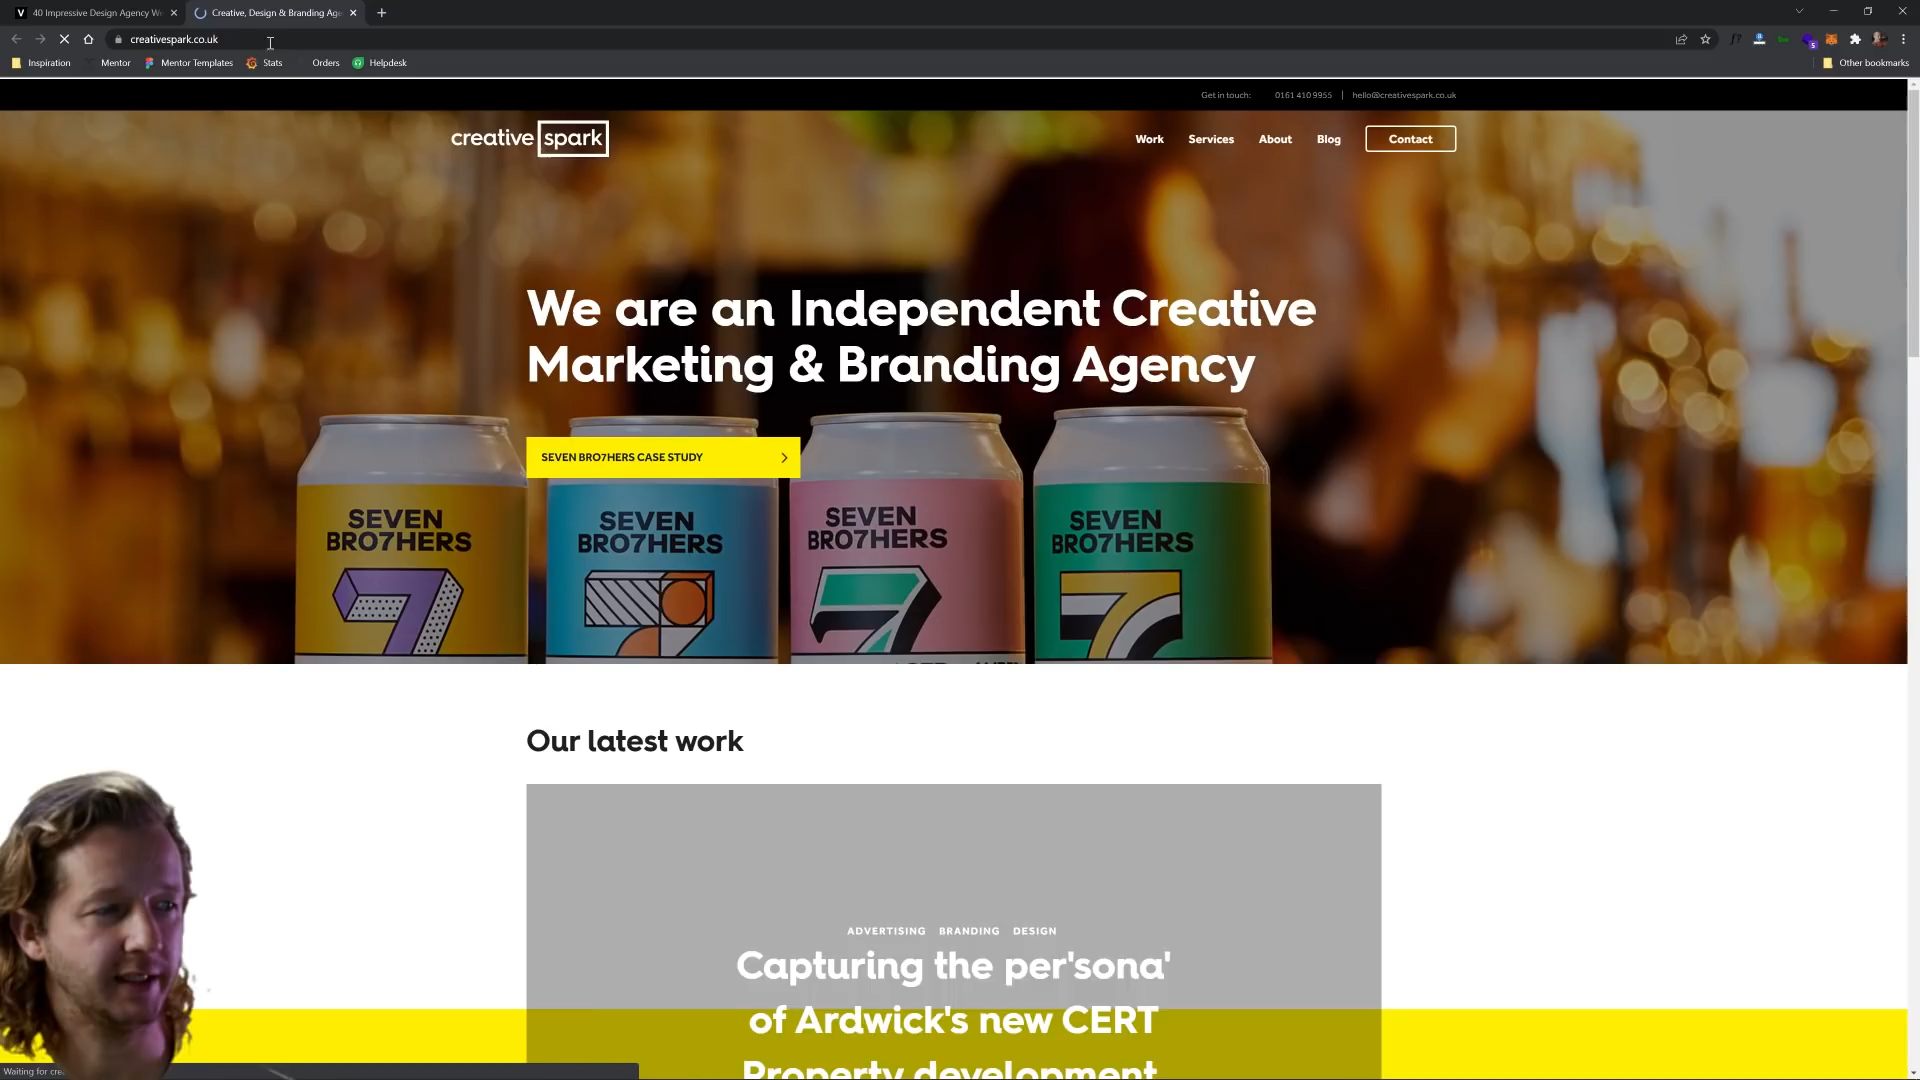 40 Impressive Design Agency We
Creative, Design & Branding Age
creativespark.co.uk
Inspiration
Mentor
Mentor Templates
Stats
Orders
Helpdesk
Other bookmarks
Get in touch:
0161 410 9955 | hello@creativespark.co.uk
creative spark
Work
Services
About
Blog
Contact
We are an Independent Creative
Marketing & Branding Agency
SEVEN BRO7HERS CASE STUDY
SEVEN
BRO7HERS
7
SEVEN
BRO7HERS
7
SEVEN
BRO7HERS
7
SEVEN
BRO7HERS
7
Our latest work
ADVERTISING BRANDING DESIGN
Capturing the per'sona'
of Ardwick's new CERT
Property development
Waiting for